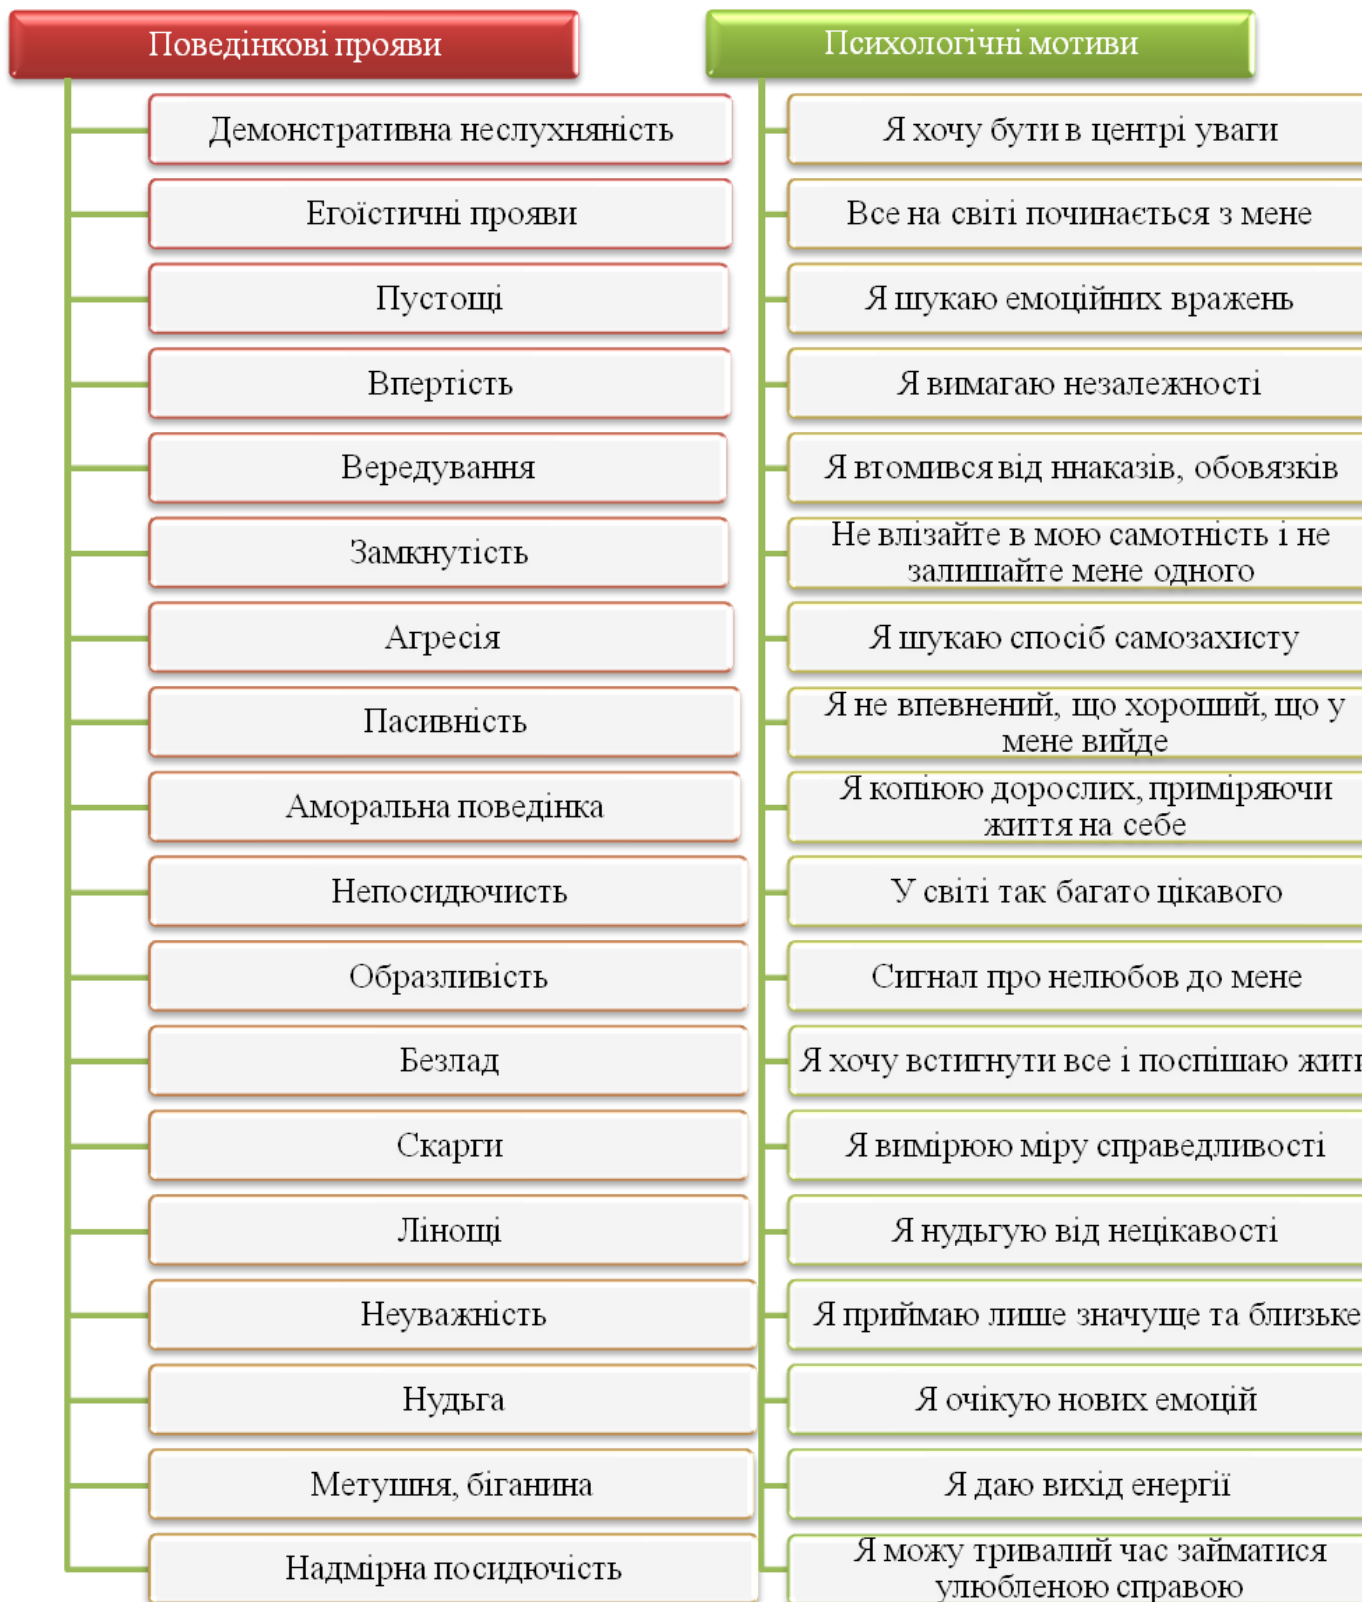 Поведінкові прояви
Демонстративна неслухняність
Егоїстичні прояви
Пустощі
Впертість
Вередування
Замкнутість
Агресія
Пасивність
Аморальна поведінка
Непосидючисть
Образливість
Безлад
Скарги
Лінощі
Неуважність
Нудьга
Метушня, біганина
Надмірна посидючість
Психологічні мотиви
Я хочу бути в центрі уваги
Все на світі починається з мене
Я шукаю емоційних вражень
Я вимагаю незалежності
Я втомився від ннаказів, обовязків
Не влізайте в мою самотність і не
залишайте мене одного
Я шукаю спосіб самозахисту
Я не впевнений, що хороший, що у
мене вийде
Я копіюю дорослих, приміряючи
життя на себе
У світі так багато цікавого
Сигнал про нелюбов до мене
Я хочу встигнути все і поспішаю жити
Я вимірюю міру справедливості
Я нудьгую від нецікавості
Я приймаю лише значуще та близьке
Я очікую нових емоцій
Я даю вихід енергії
Я можу тривалий час займатися
улюбленою справою